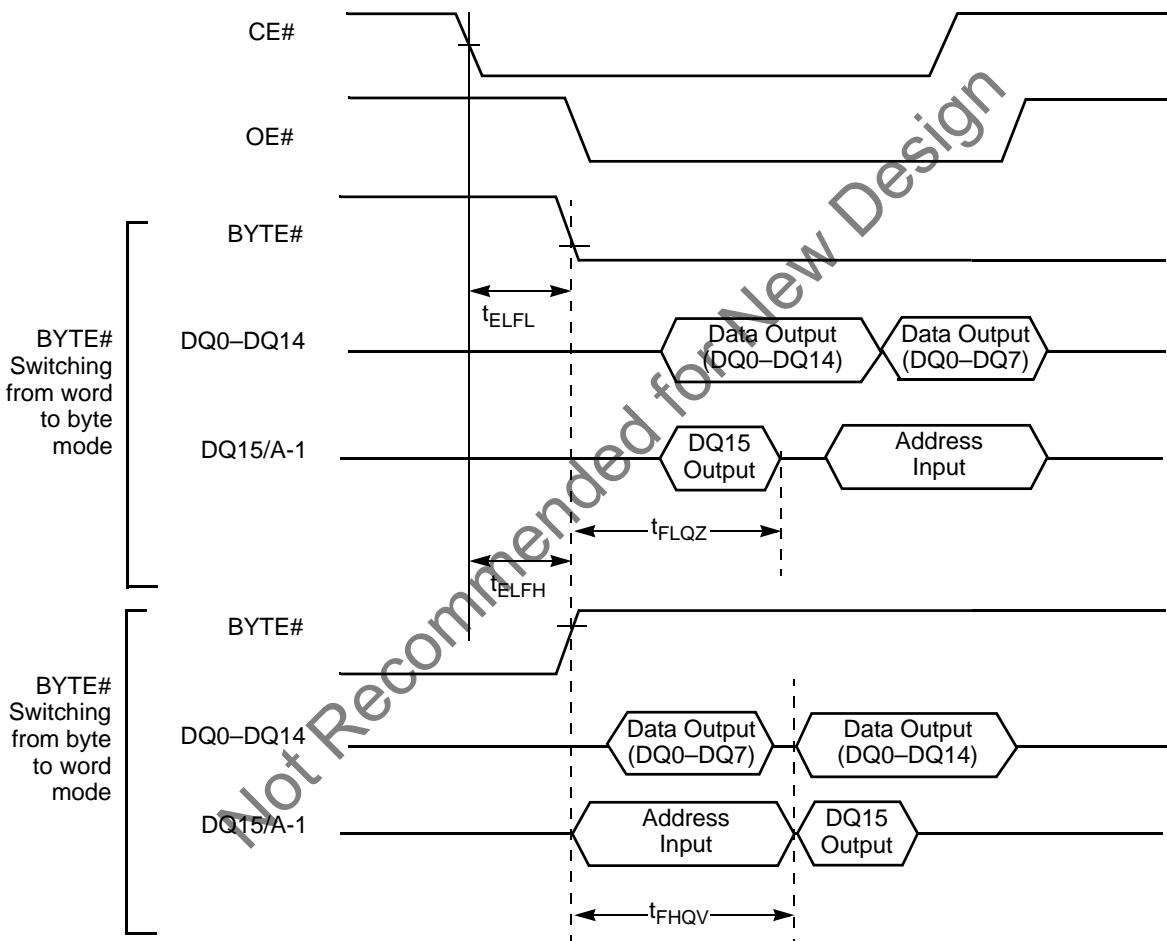 CE#
OE#
BYTE#
tELFL
BYTE#
Switching
from word
to byte
mode
DQ0–DQ14
Data Output
(DQ0–DQ14)
Data Output
(DQ0–DQ7)
DQ15/A-1
DQ15
Output
Address
Input
tFLQZ
tELFH
BYTE#
BYTE#
Switching
from byte
to word
mode
DQ0–DQ14
Data Output
(DQ0–DQ7)
Data Output
(DQ0–DQ14)
DQ15/A-1
Address
Input
DQ15
Output
tFHQV
Not Recommended for New Design